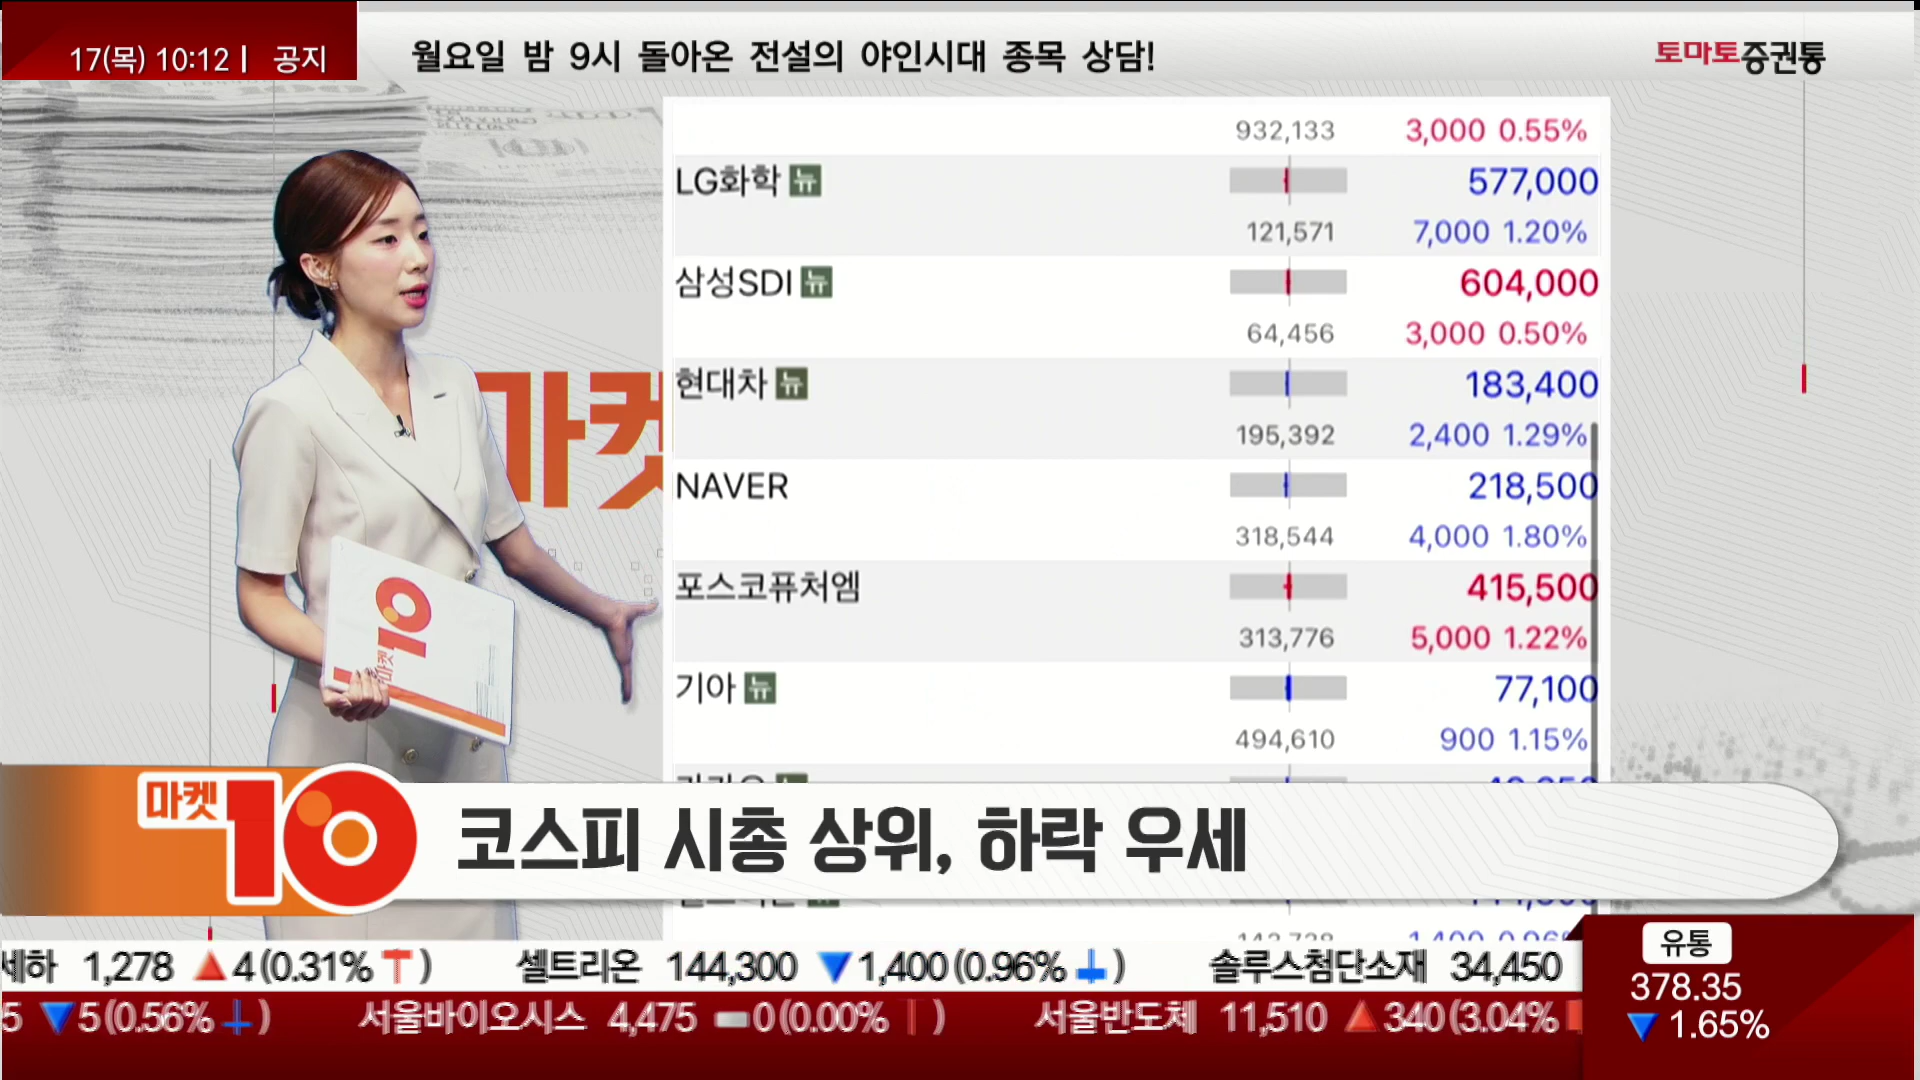 17(목) 10:12 | 공지
월요일 밤 9시 돌아온 전설의 야인시대 종목 상담!
토마토증권통
932,133 3,000 0.55%
LG화학 뉴 577,000
121,571 7,000 1.20%
삼성SDI 뉴 604,000
64,456 3,000 0.50%
현대차 뉴 183,400
195,392 2,400 1.29%
NAVER 218,500
318,544 4,000 1.80%
포스코퓨처엠 415,500
313,776 5,000 1.22%
기아 뉴 77,100
494,610 900 1.15%
마켓
10
마켓
마켓
10
코스피 시총 상위, 하락 우세
세하 1,278 ▲4(0.31%↑) 셀트리온 144,300 ▼1,400(0.96%↓) 솔루스첨단소재 34,450
5 ▼5(0.56%↓) 서울바이오시스 4,475 0(0.00%) 서울반도체 11,510 ▲340(3.04%
유통
378.35
▼1.65%